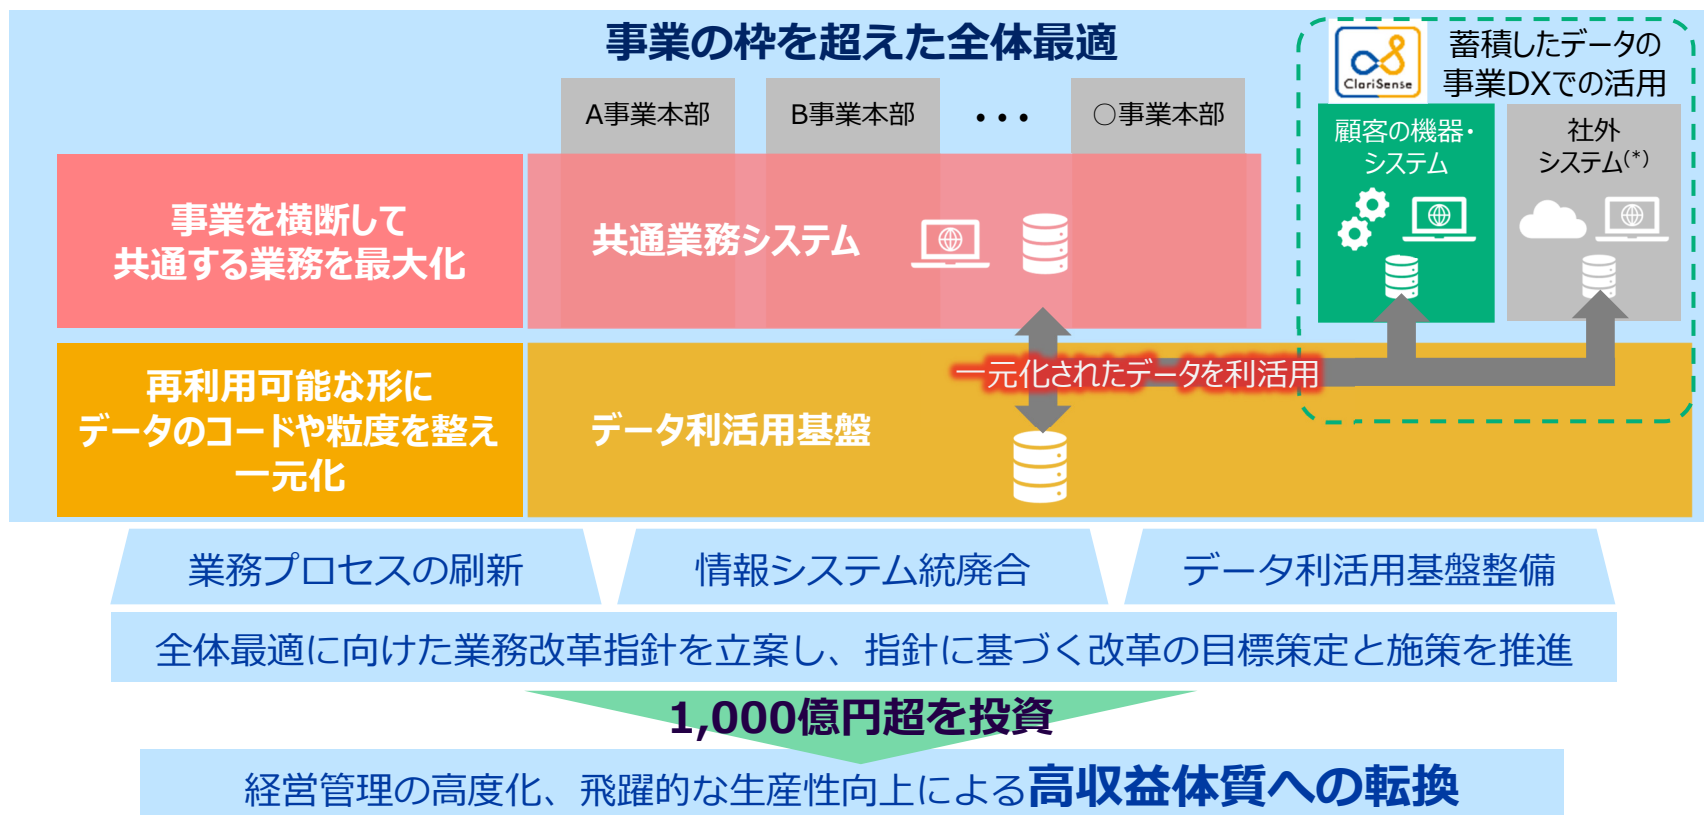 事業の枠を超えた全体最適
ClariSense
蓄積したデータの
事業DXでの活用
A事業本部
B事業本部
・・・
○事業本部
顧客の機器・
システム
社外
システム(*)
事業を横断して
共通する業務を最大化
共通業務システム
一元化されたデータを利活用
再利用可能な形に
データのコードや粒度を整え
一元化
データ利活用基盤
業務プロセスの刷新
情報システム統廃合
データ利活用基盤整備
全体最適に向けた業務改革指針を立案し、指針に基づく改革の目標策定と施策を推進
1,000億円超を投資
経営管理の高度化、飛躍的な生産性向上による高収益体質への転換